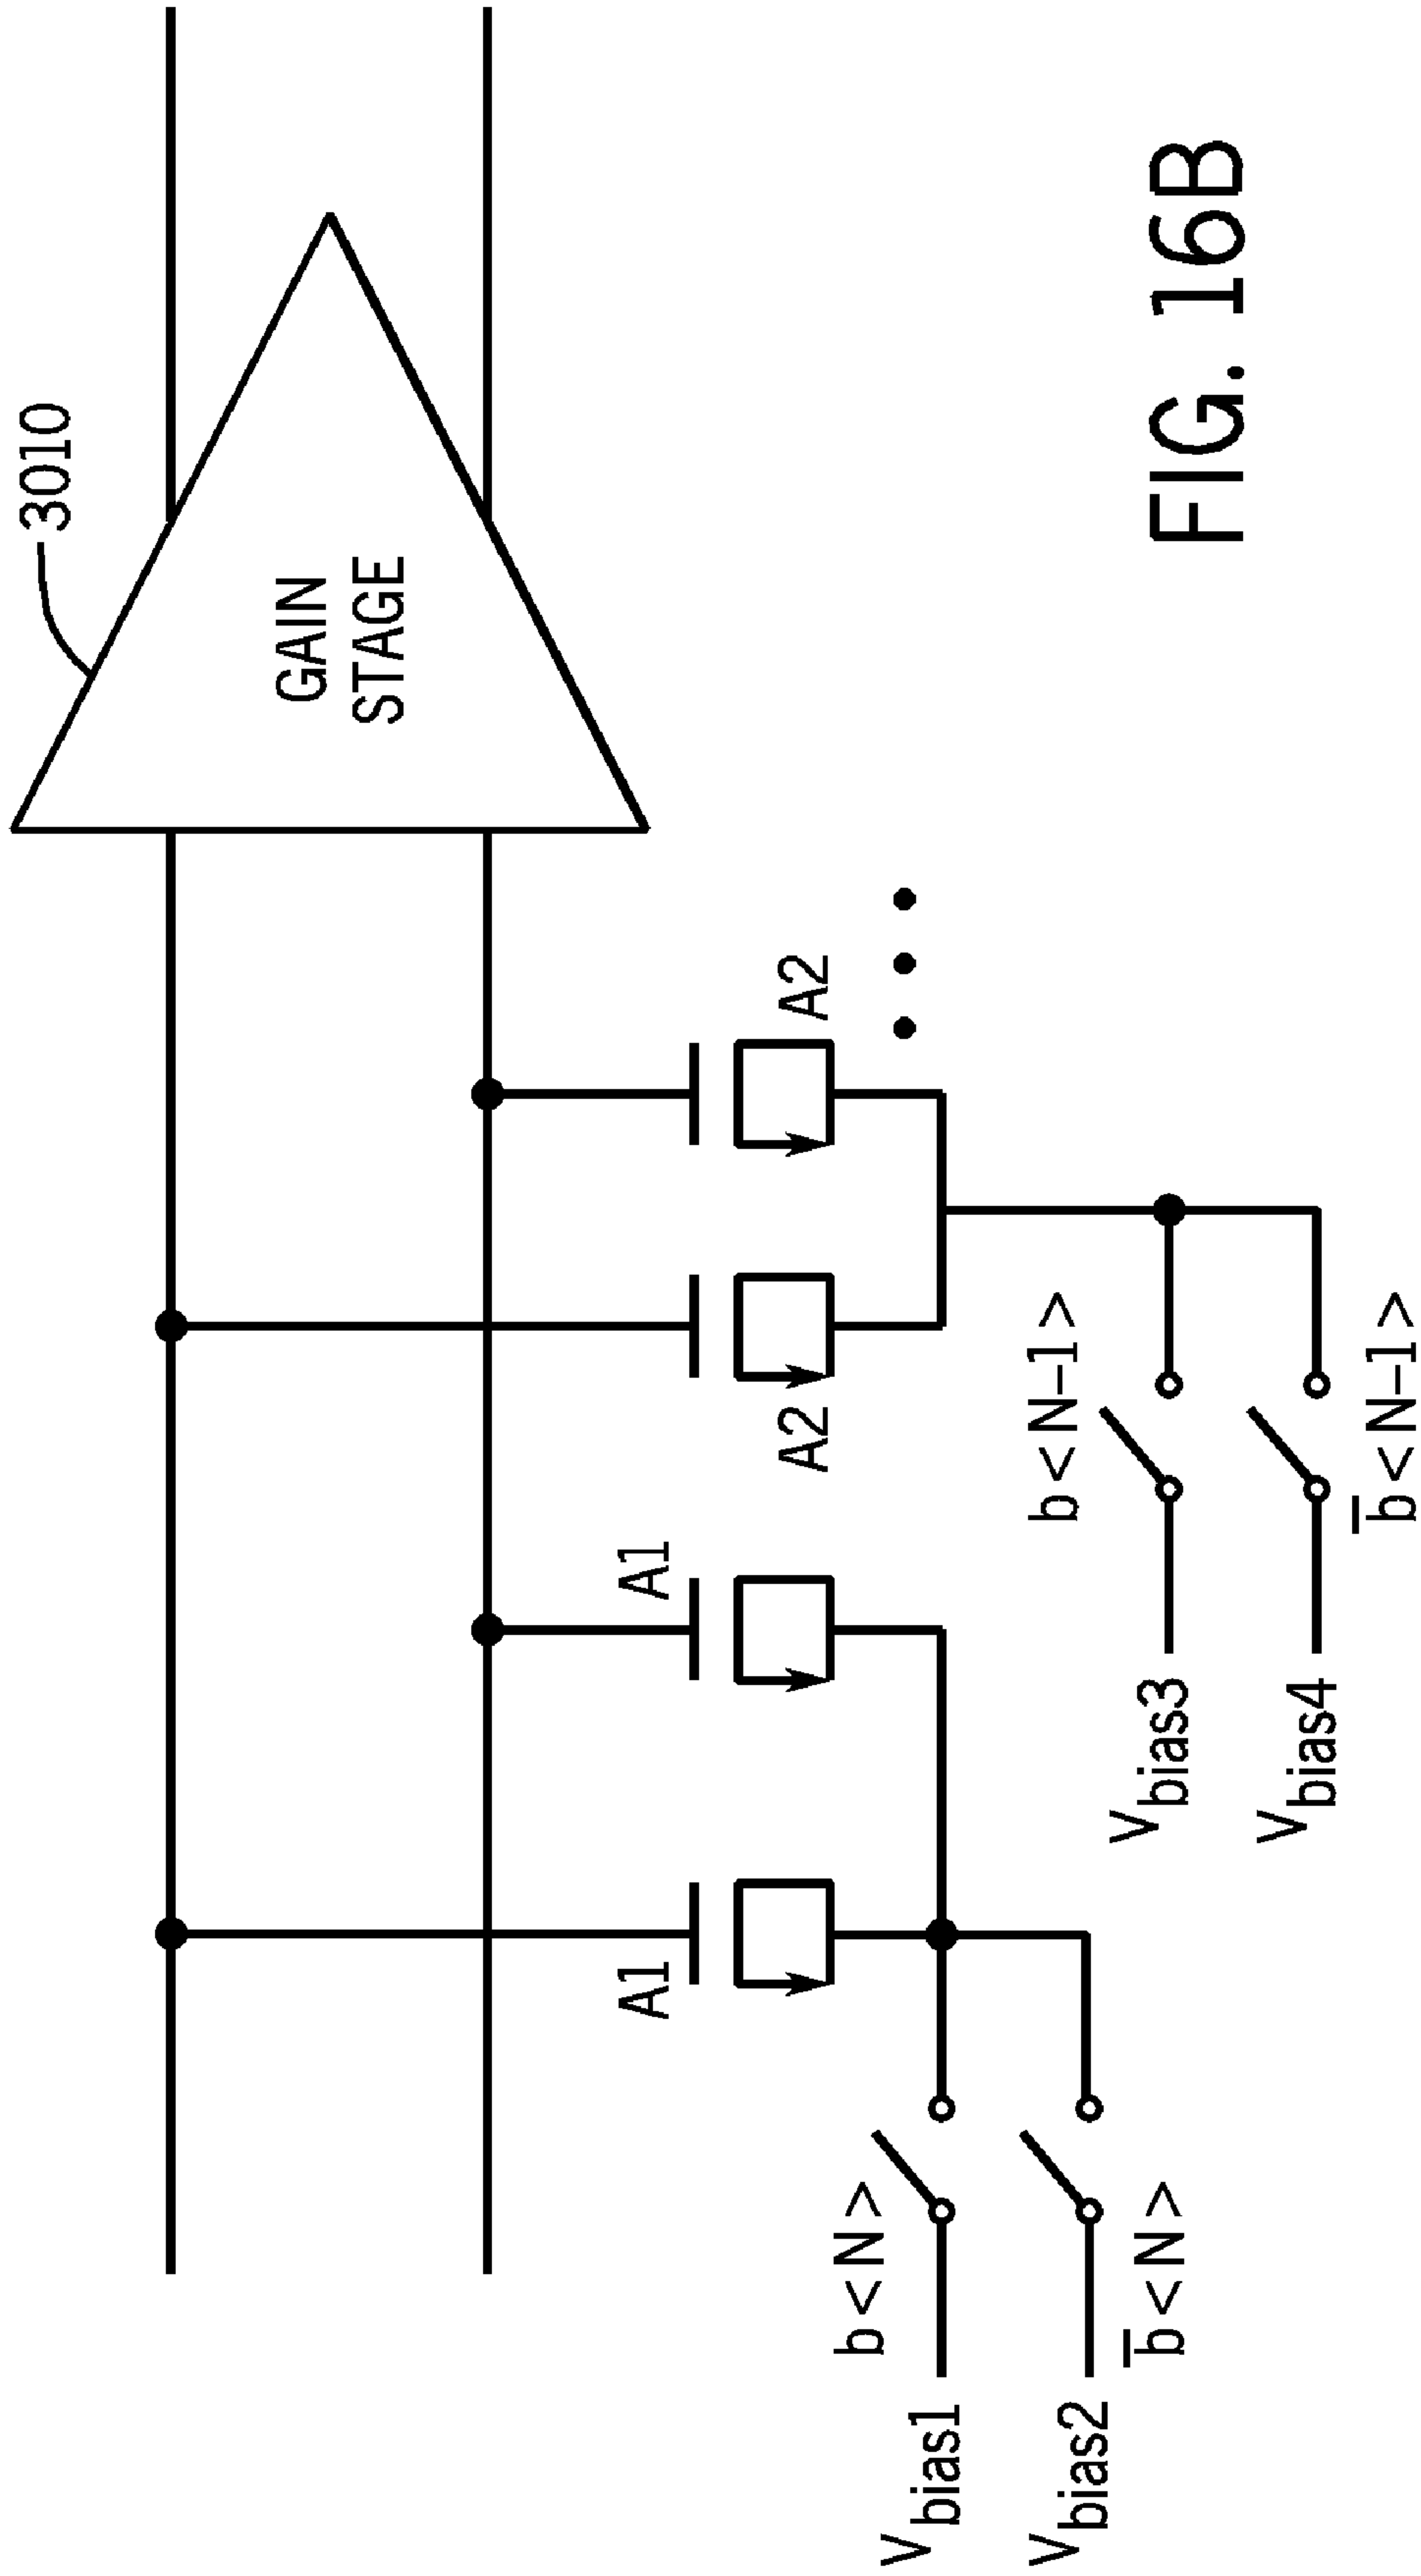 3010
GAIN
STAGE
A1
A1
A2
A2
b<N>
Vbias1
Vbias2
b̅<N>
b<N–1>
Vbias3
Vbias4
b̅<N–1>
FIG. 16B